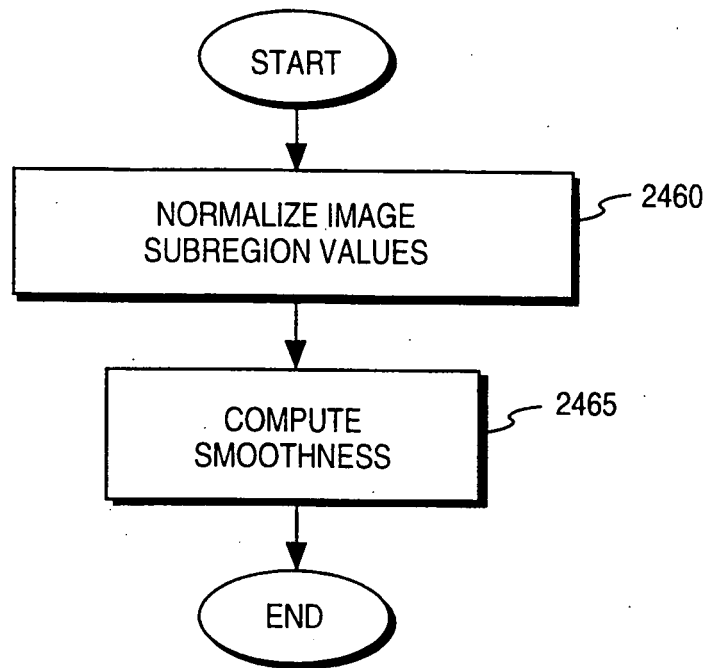 START
NORMALIZE IMAGE
SUBREGION VALUES
2460
COMPUTE
SMOOTHNESS
2465
END